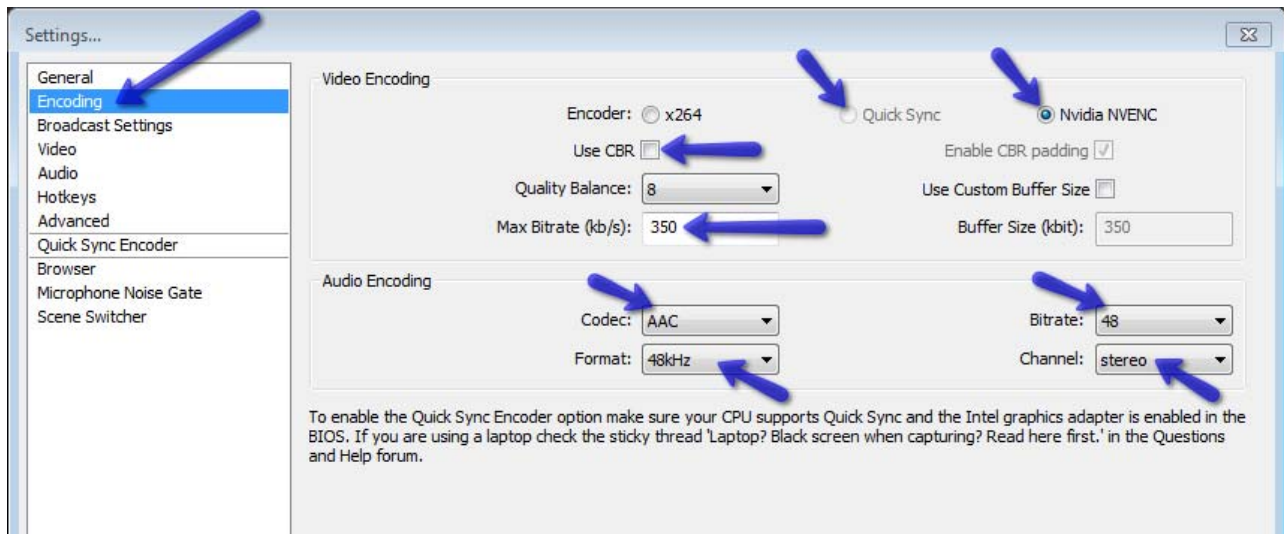 Settings...
General
Encoding
Broadcast Settings
Video
Audio
Hotkeys
Advanced
Quick Sync Encoder
Browser
Microphone Noise Gate
Scene Switcher
Video Encoding
Encoder: x264 Quick Sync Nvidia NVENC
Use CBR Enable CBR padding
Quality Balance: 8 Use Custom Buffer Size
Max Bitrate (kb/s): 350 Buffer Size (kbit): 350
Audio Encoding
Codec: AAC Bitrate: 48
Format: 48kHz Channel: stereo
To enable the Quick Sync Encoder option make sure your CPU supports Quick Sync and the Intel graphics adapter is enabled in the
BIOS. If you are using a laptop check the sticky thread 'Laptop? Black screen when capturing? Read here first.' in the Questions
and Help forum.